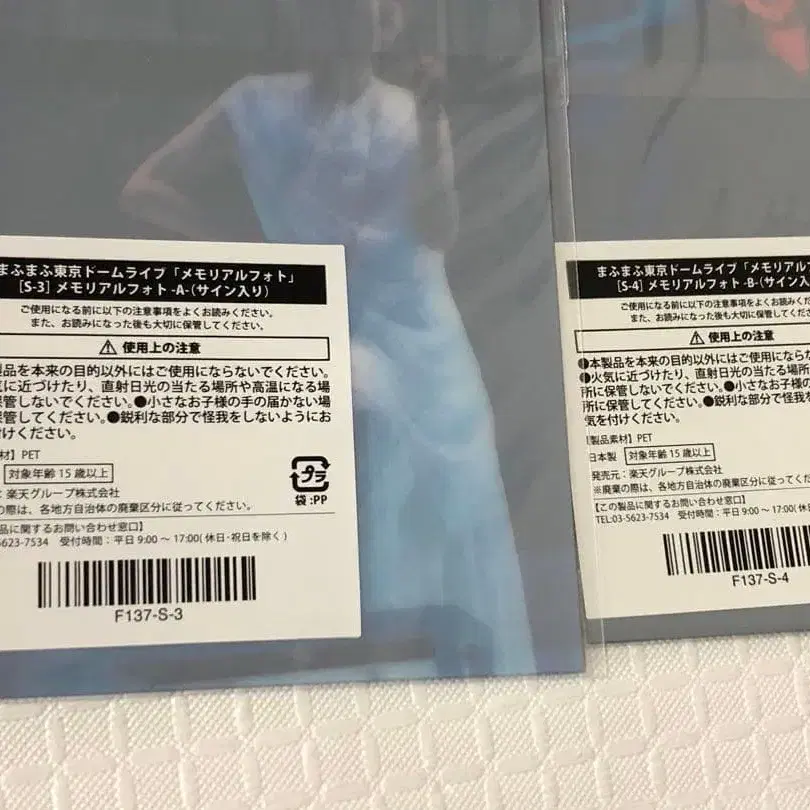 まふまふ東京ドームライブ「メモリアルフォト」
[S-3] メモリアルフォト -A-(サイン入り)
ご使用になる前に以下の注意事項をよくお読みください。
また、お読みになった後も大切に保管してください。
⚠ 使用上の注意
製品を本来の目的以外にはご使用にならないでください。
気に近づけたり、直射日光の当たる場所や高温になる場
保管しないでください。●小さなお子様の手の届かない場
保管してください。●鋭利な部分で怪我をしないようにお
付けください。
材】PET
対象年齢 15 歳以上
プラ
袋:PP
：楽天グループ株式会社
の際は、各地方自治体の廃棄区分に従ってください。
品に関するお問い合わせ窓口】
5623-7534 受付時間：平日 9:00 ～ 17:00(休日・祝日を除く)
F137-S-3
まふまふ東京ドームライブ「メモリアルフ
[S-4] メモリアルフォト -B-(サイン入
ご使用になる前に以下の注意事項をよくお読みく
また、お読みになった後も大切に保管してくだ
⚠ 使用上の注意
●本製品を本来の目的以外にはご使用になら
●火気に近づけたり、直射日光の当たる場所
所に保管しないでください。●小さなお子様
所に保管してください。●鋭利な部分で怪我を
気を付けください。
製品素材】PET
日本製 対象年齢 15 歳以上
発売元：楽天グループ株式会社
※廃棄の際は、各地方自治体の廃棄区分に従ってく
【この製品に関するお問い合わせ窓口】
TEL:03-5623-7534 受付時間：平日 9:00 ～ 17:00(
F137-S-4